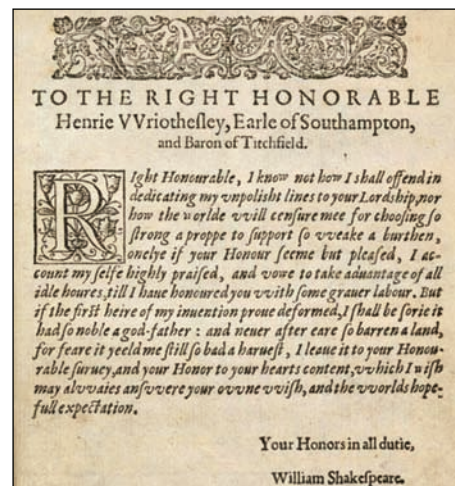 TO THE RIGHT HONORABLE
Henrie VVriothesley, Earle of Southampton,
and Baron of Titchfield.
RIght Honourable, I know not how I shall offend in
dedicating my vnpolisht lines to your Lordship, nor
how the worlde vvill censure mee for choosing so
strong a proppe to support so vveake a burthen,
onelye if your Honour seeme but pleased, I ac-
count my selfe highly praised, and vowe to take aduantage of all
idle houres, till I haue honoured you vvith some grauer labour. But
if the first heire of my inuention proue deformed, I shall be sorie it
had so noble a god-father : and neuer after eare so barren a land,
for feare it yeeld me still so bad a haruest, I leaue it to your Honou-
rable suruey, and your Honor to your hearts content, vvhich I wish
may alvvaies ansvvere your ovvne vvish, and the vvorlds hope-
full expectation.
Your Honors in all dutie,
William Shakespeare.